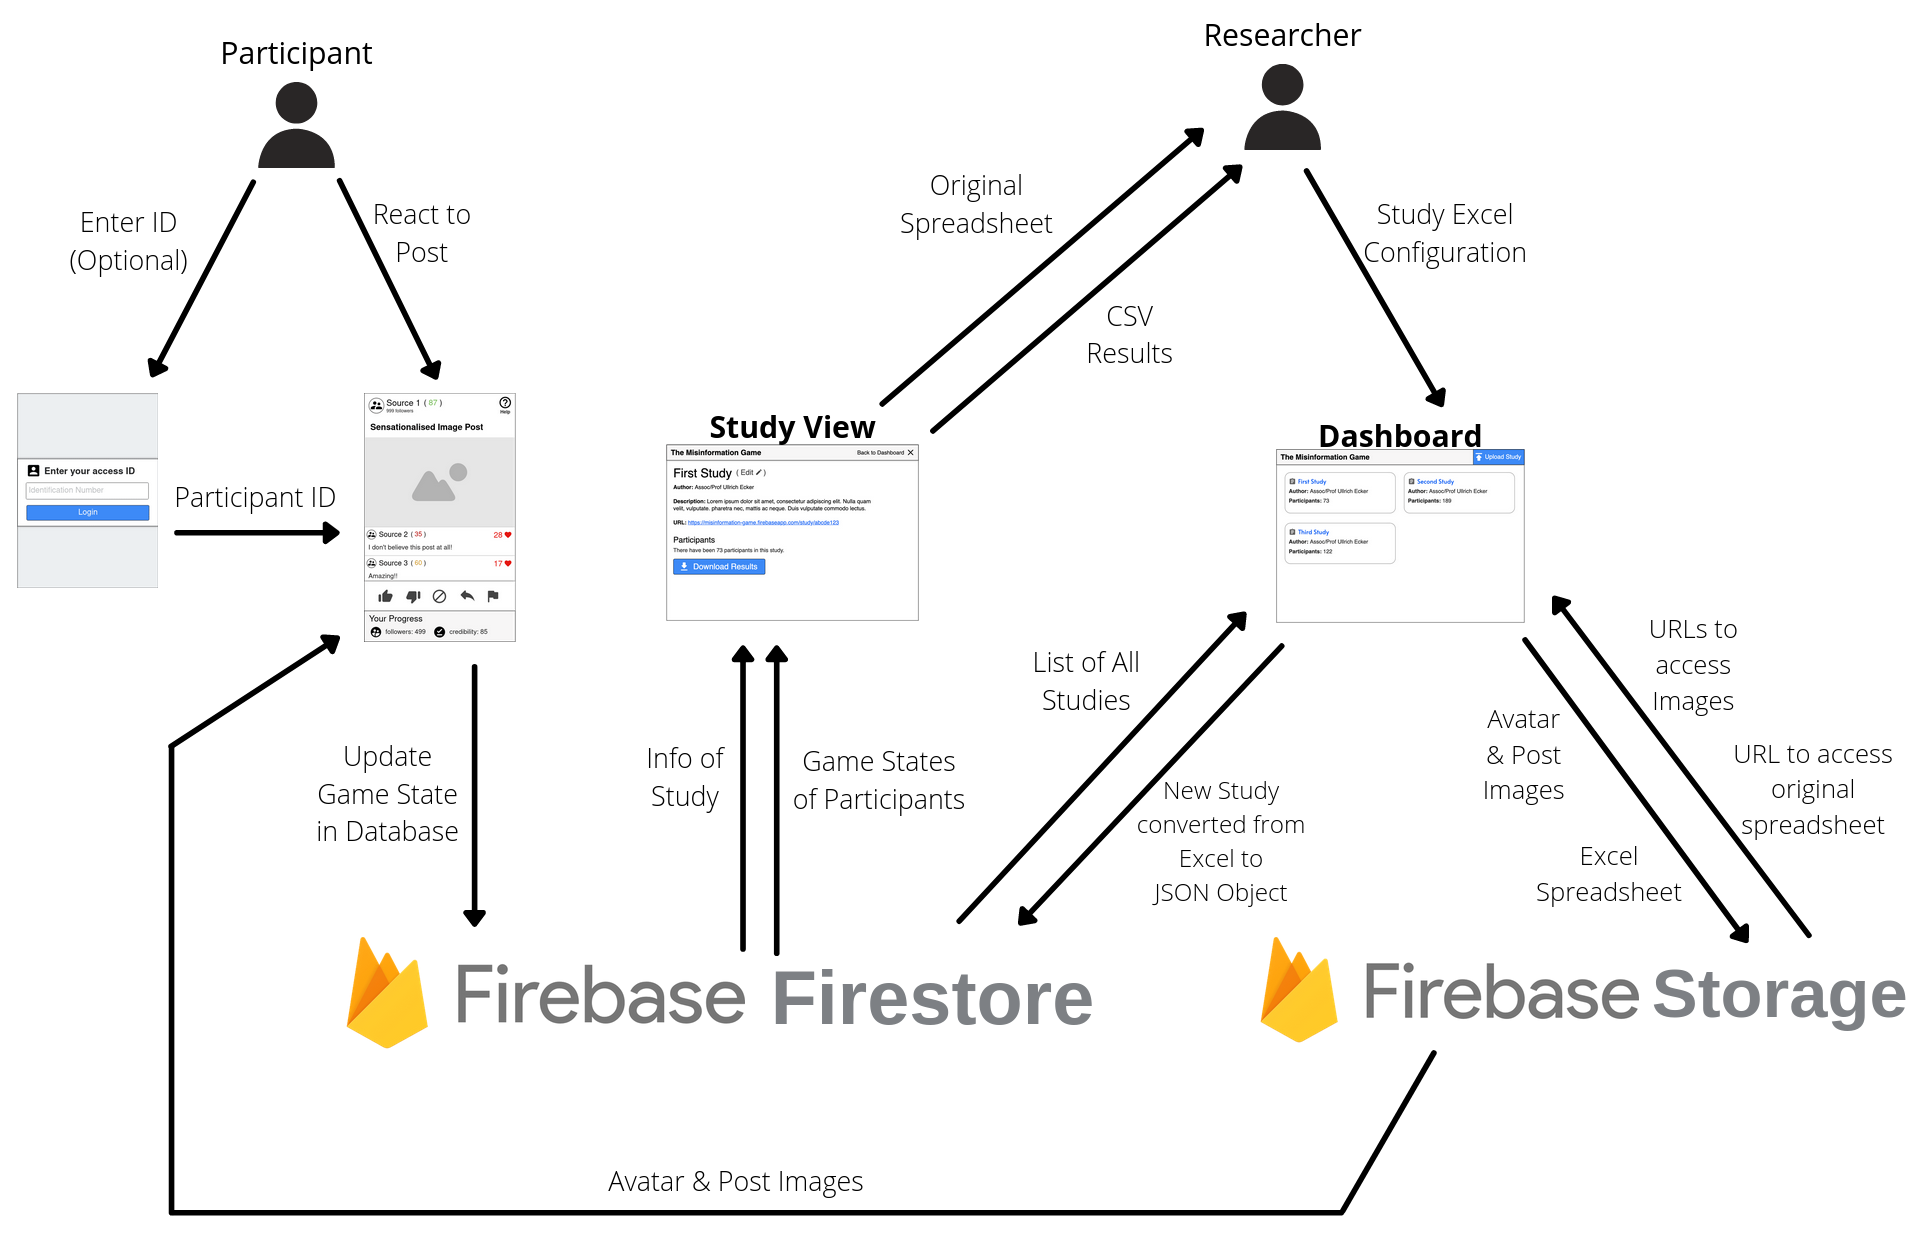 Participant
Researcher
Enter ID
(Optional)
React to
Post
Original
Spreadsheet
CSV
Results
Study Excel
Configuration
Enter your access ID
Identification Number
Login
Participant ID
Source 1 ( 87 )
999 followers
Help
Sensationalised Image Post
Source 2 ( 35 )
28
I don't believe this post at all!
Source 3 ( 60 )
17
Amazing!!
Your Progress
followers: 499
credibility: 85
Study View
The Misinformation Game
Back to Dashboard
First Study ( Edit )
Author: Assoc/Prof Ullrich Ecker
Description: Lorem ipsum dolor sit amet, consectetur adipiscing elit. Nulla quam
velit, vulputate. pharetra nec, mattis ac neque. Duis vulputate commodo lectus.
URL: https://misinformation-game.firebaseapp.com/study/abcde123
Participants
There have been 73 participants in this study.
Download Results
Dashboard
The Misinformation Game
Upload Study
First Study
Author: Assoc/Prof Ullrich Ecker
Participants: 73
Second Study
Author: Assoc/Prof Ullrich Ecker
Participants: 189
Third Study
Author: Assoc/Prof Ullrich Ecker
Participants: 122
Update
Game State
in Database
Info of
Study
Game States
of Participants
List of All
Studies
New Study
converted from
Excel to
JSON Object
Avatar
& Post
Images
Excel
Spreadsheet
URLs to
access
Images
URL to access
original
spreadsheet
Firebase Firestore
Firebase Storage
Avatar & Post Images